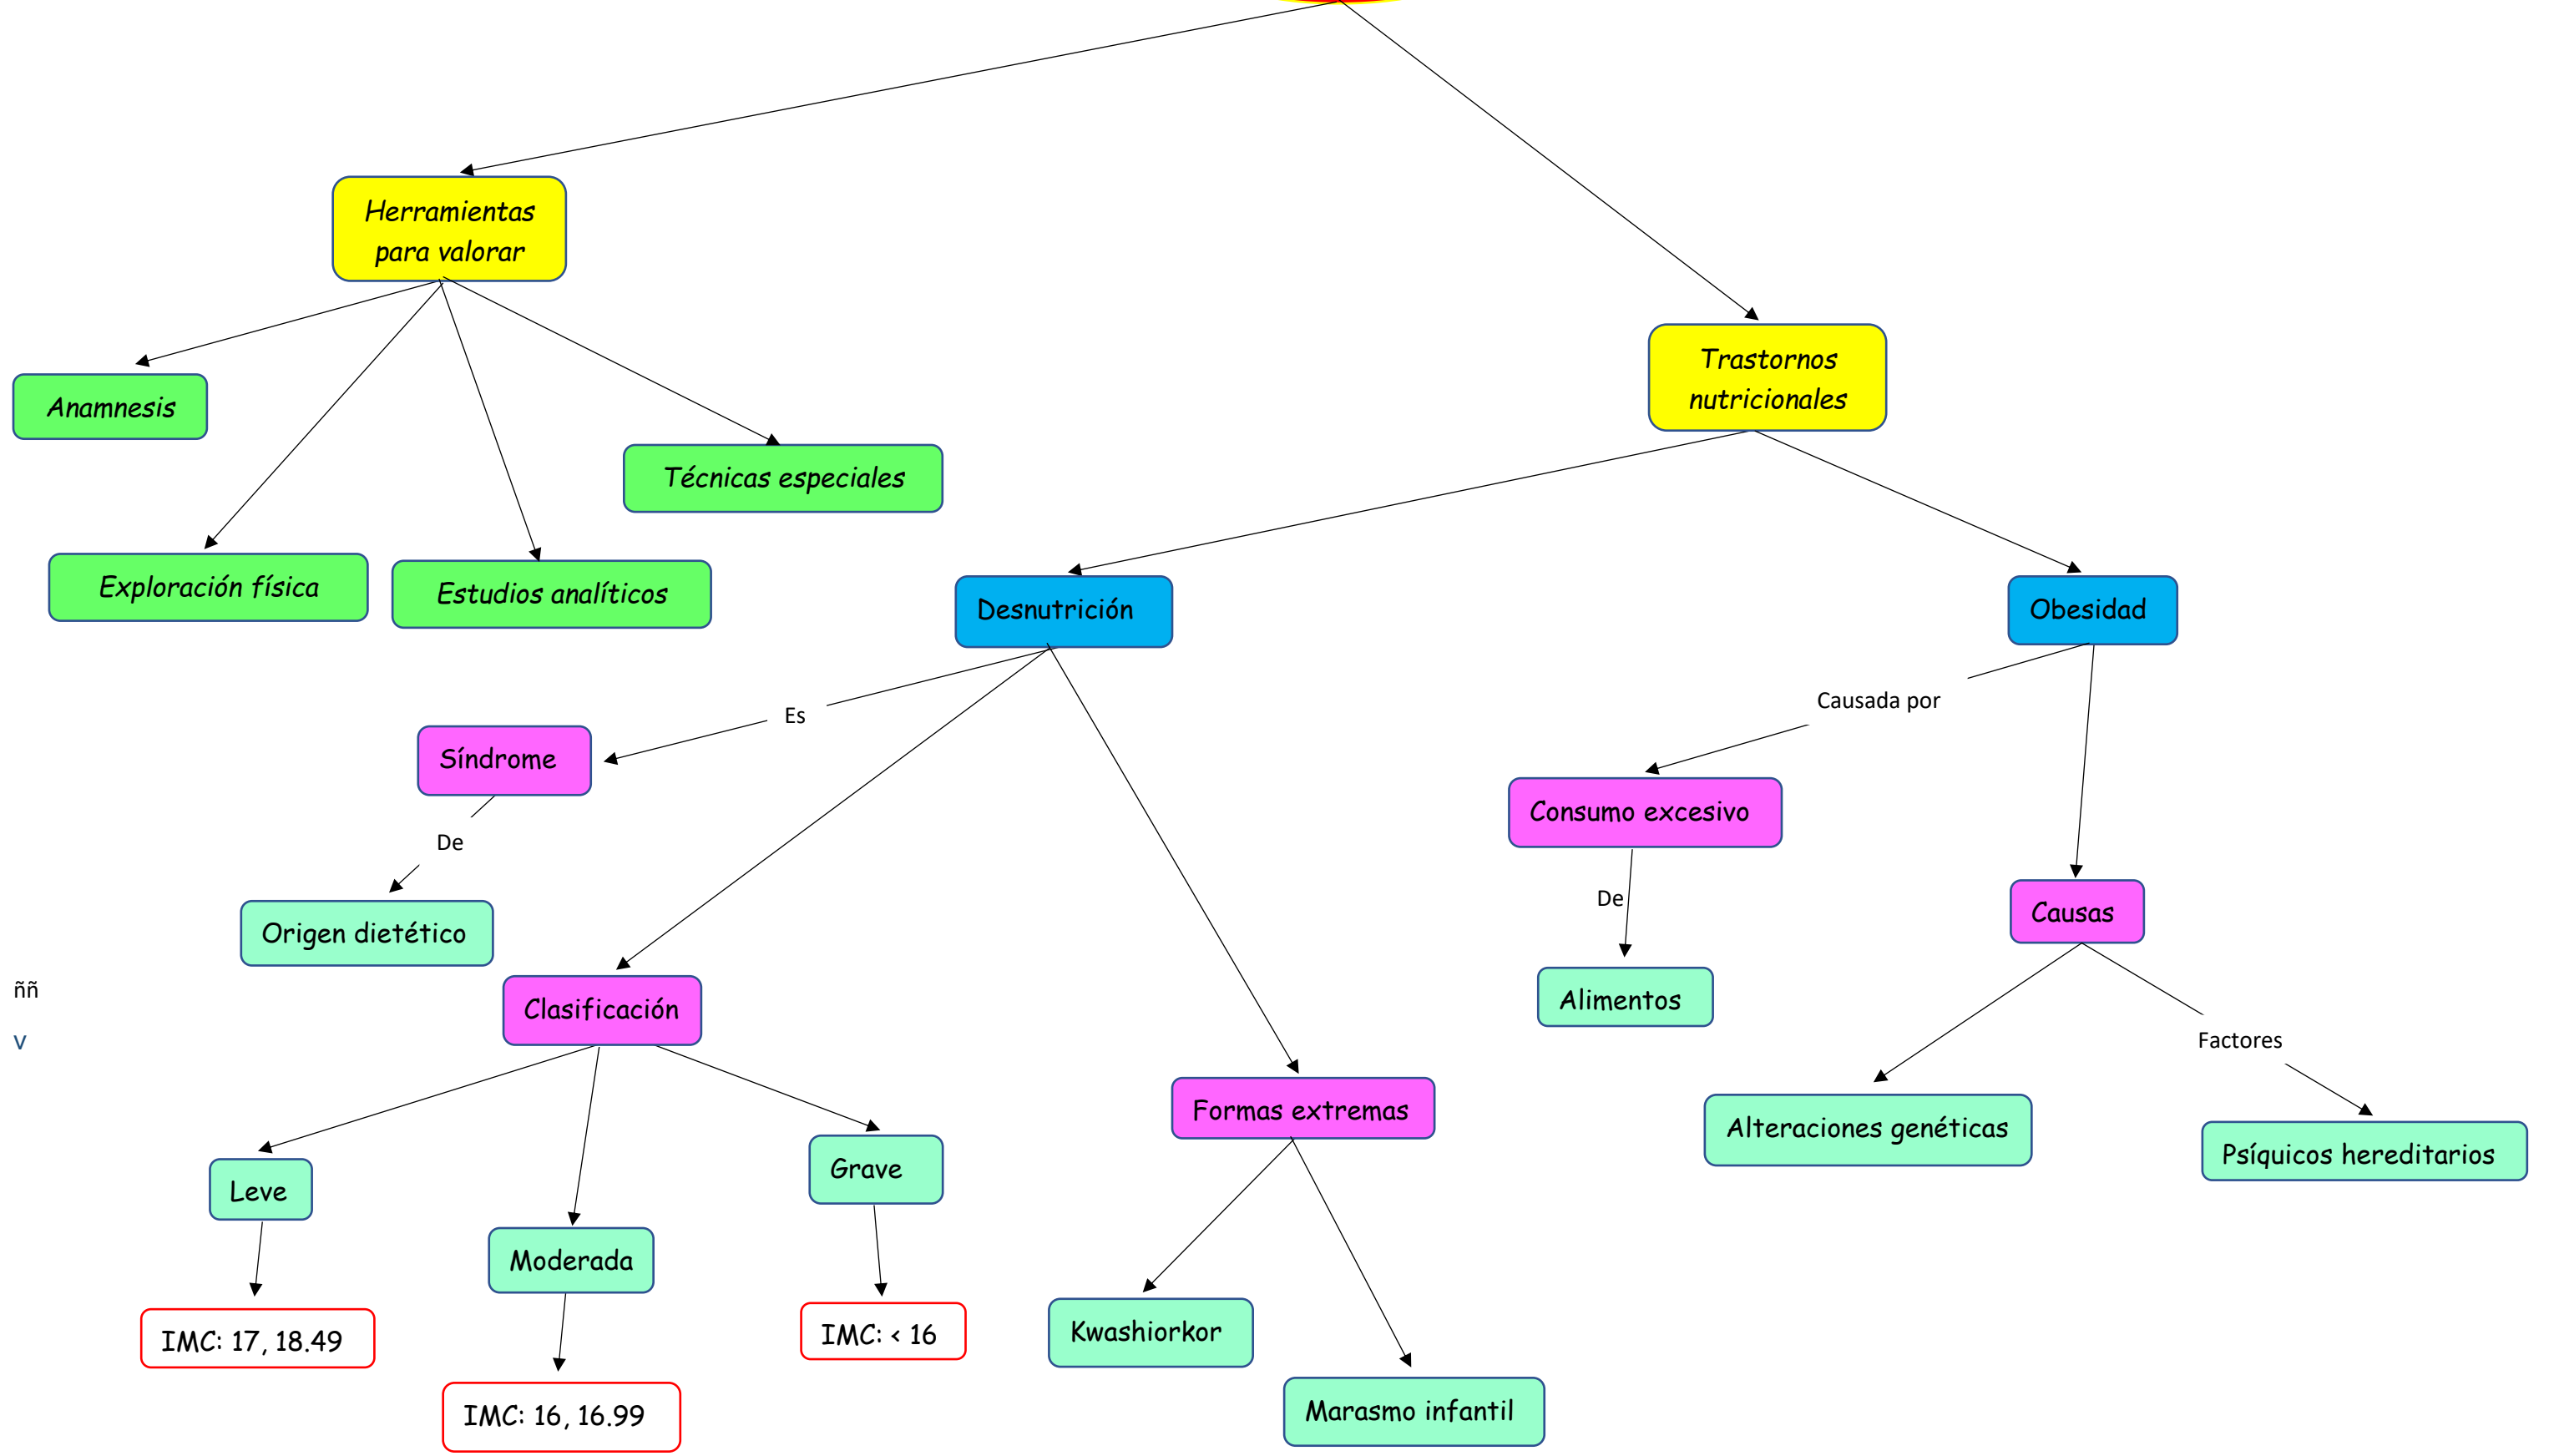 Herramientas
para valorar
Trastornos
nutricionales
Anamnesis
Técnicas especiales
Exploración física
Estudios analíticos
Desnutrición
Obesidad
Causada por
Es
Síndrome
Consumo excesivo
De
De
Causas
Origen dietético
ññ
Alimentos
Clasificación
v
Factores
Formas extremas
Alteraciones genéticas
Psíquicos hereditarios
Grave
Leve
Moderada
IMC: < 16
Kwashiorkor
IMC: 17, 18.49
Marasmo infantil
IMC: 16, 16.99